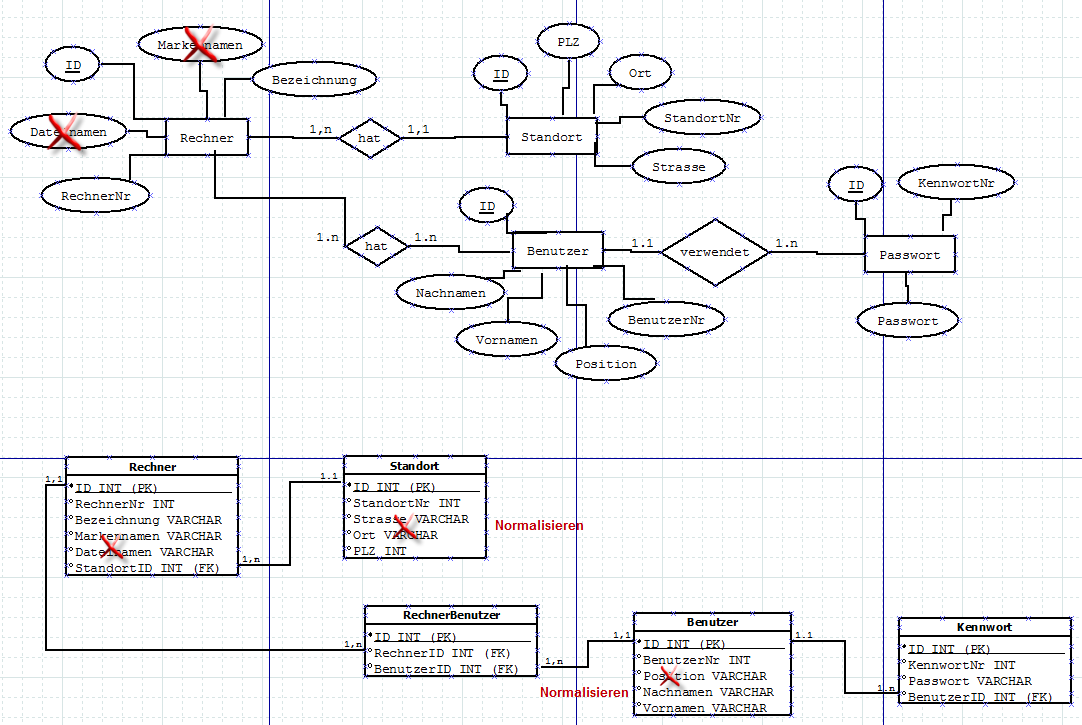 PLZ
Markennamen
ID
ID
Ort
Bezeichnung
StandortNr
Dateinamen
Rechner
1,n
hat
1,1
Standort
Strasse
ID
KennwortNr
RechnerNr
ID
1.n
hat
1.n
Benutzer
1.1
verwendet
1.n
Passwort
Nachnamen
BenutzerNr
Passwort
Vornamen
Position
Rechner
1,1
ID INT (PK)
RechnerNr INT
Bezeichnung VARCHAR
Markennamen VARCHAR
Dateinamen VARCHAR
StandortID INT (FK)
1,n
Standort
1.1
ID INT (PK)
StandortNr INT
Strasse VARCHAR
Ort VARCHAR
PLZ INT
Normalisieren
RechnerBenutzer
ID INT (PK)
1,n
RechnerID INT (FK)
BenutzerID INT (FK)
1,n
Benutzer
1,1
ID INT (PK)
BenutzerNr INT
Position VARCHAR
Nachnamen VARCHAR
Vornamen VARCHAR
Normalisieren
1.1
Kennwort
ID INT (PK)
KennwortNr INT
Passwort VARCHAR
1.n
BenutzerID INT (FK)